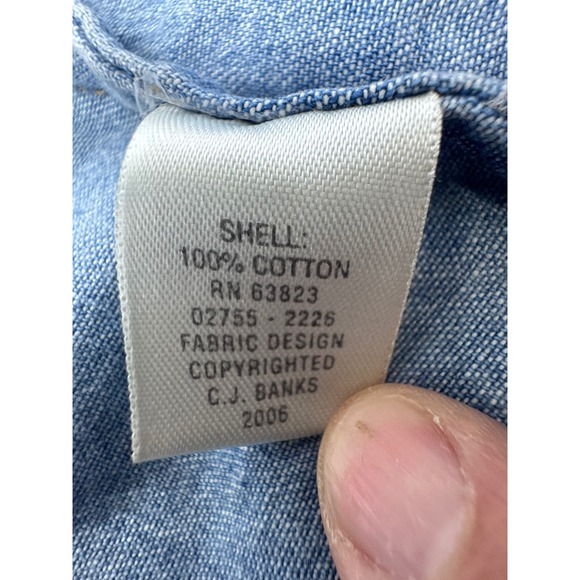 SHELL:
100% COTTON
RN 63823
02755 - 2226
FABRIC DESIGN
COPYRIGHTED
C.J. BANKS
2006